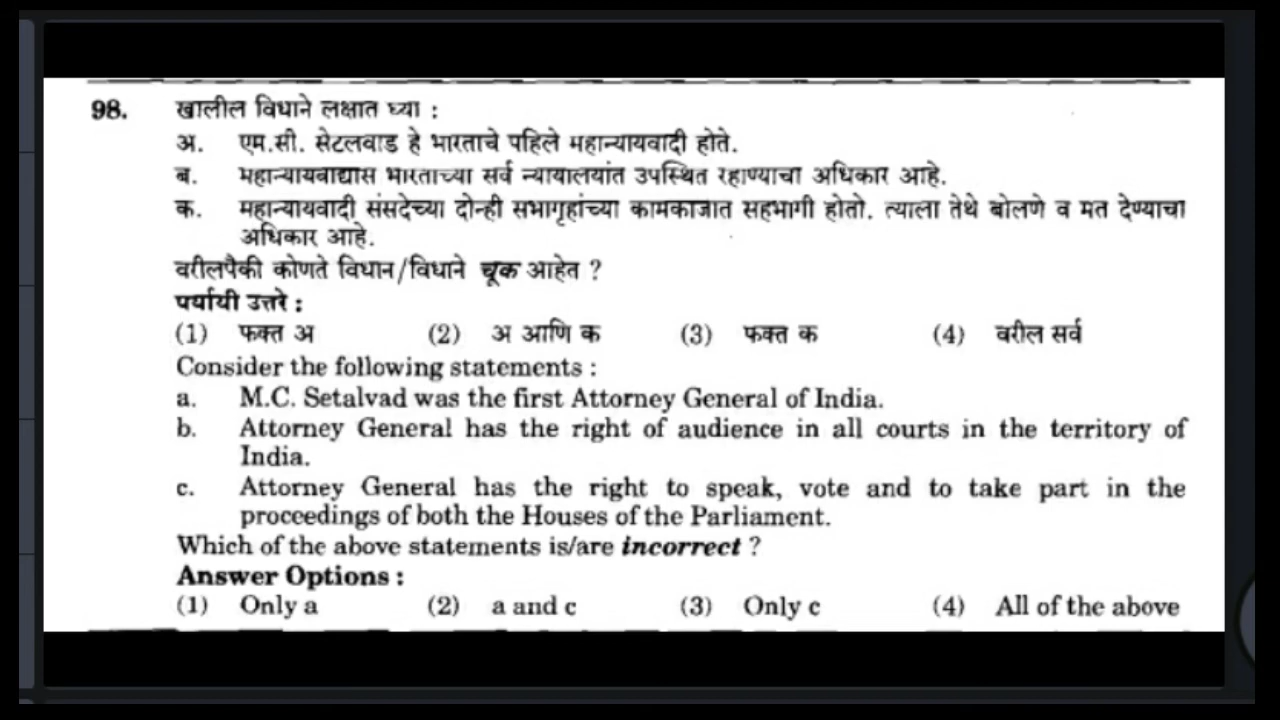 98. खालील विधाने लक्षात घ्या :
अ. एम.सी. सेटलवाड हे भारताचे पहिले महान्यायवादी होते.
ब. महान्यायवाद्यास भारताच्या सर्व न्यायालयांत उपस्थित रहाण्याचा अधिकार आहे.
क. महान्यायवादी संसदेच्या दोन्ही सभागृहांच्या कामकाजात सहभागी होतो. त्याला तेथे बोलणे व मत देण्याचा
अधिकार आहे.
वरीलपैकी कोणते विधान/विधाने चूक आहेत ?
पर्यायी उत्तरे :
(1) फक्त अ (2) अ आणि क (3) फक्त क (4) वरील सर्व
Consider the following statements :
a. M.C. Setalvad was the first Attorney General of India.
b. Attorney General has the right of audience in all courts in the territory of
India.
c. Attorney General has the right to speak, vote and to take part in the
proceedings of both the Houses of the Parliament.
Which of the above statements is/are incorrect ?
Answer Options :
(1) Only a (2) a and c (3) Only c (4) All of the above